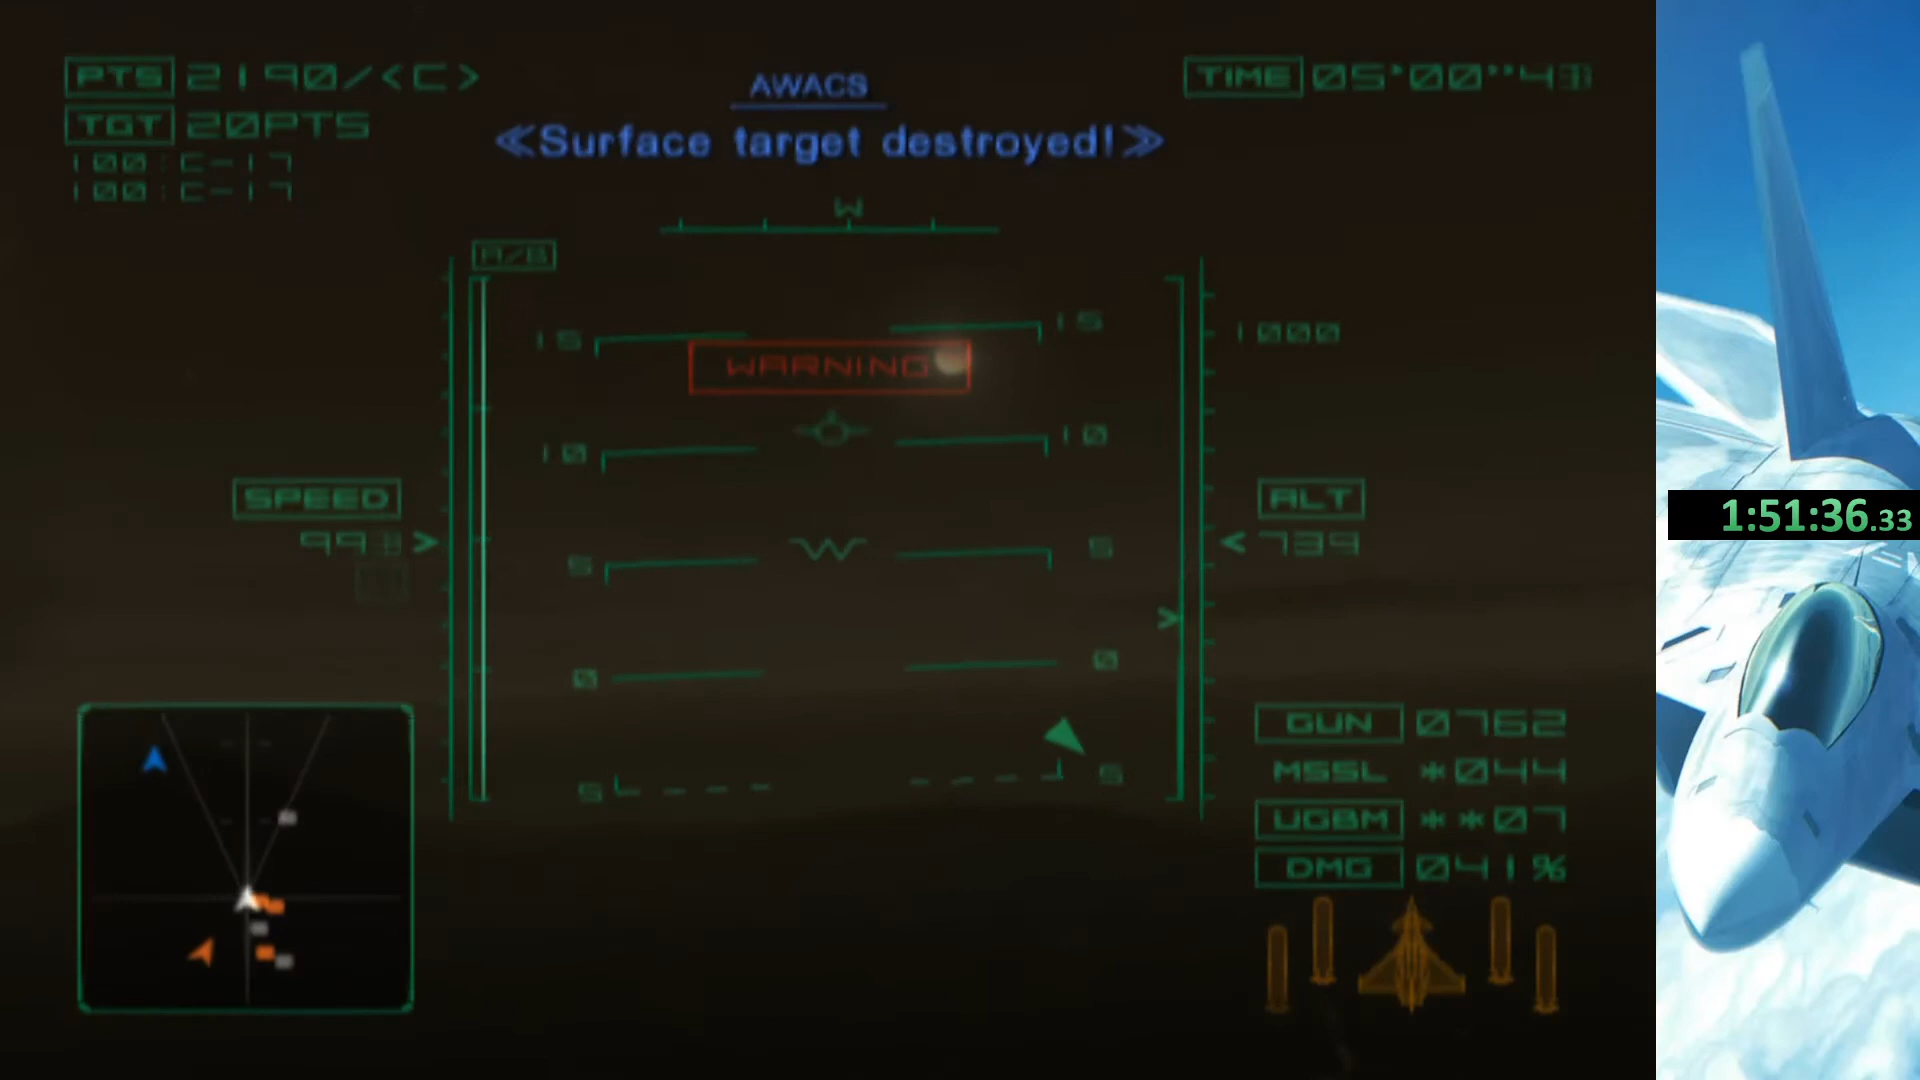 PTS 2190/<C>
TGT 20PTS
100:C-17
100:C-17
AWACS
≪Surface target destroyed!≫
TIME 05'00"43
W
A/B
15 15
WARNING
10 10
5 5
0 0
5 5
SPEED
1000
ALT
<739
GUN 0762
MSSL **044
UGBM **07
DMG 041%
1:51:36.33